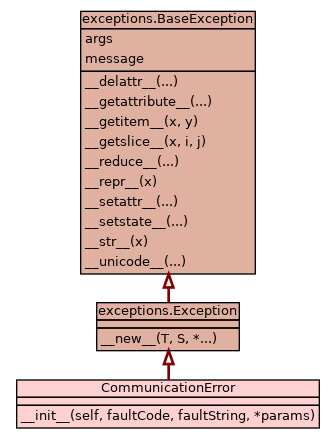 exceptions.BaseException
args
message
__delattr__(...)
__getattribute__(...)
__getitem__(x, y)
__getslice__(x, i, j)
__reduce__(...)
__repr__(x)
__setattr__(...)
__setstate__(...)
__str__(x)
__unicode__(...)
exceptions.Exception
__new__(T, S, *...)
CommunicationError
__init__(self, faultCode, faultString, *params)